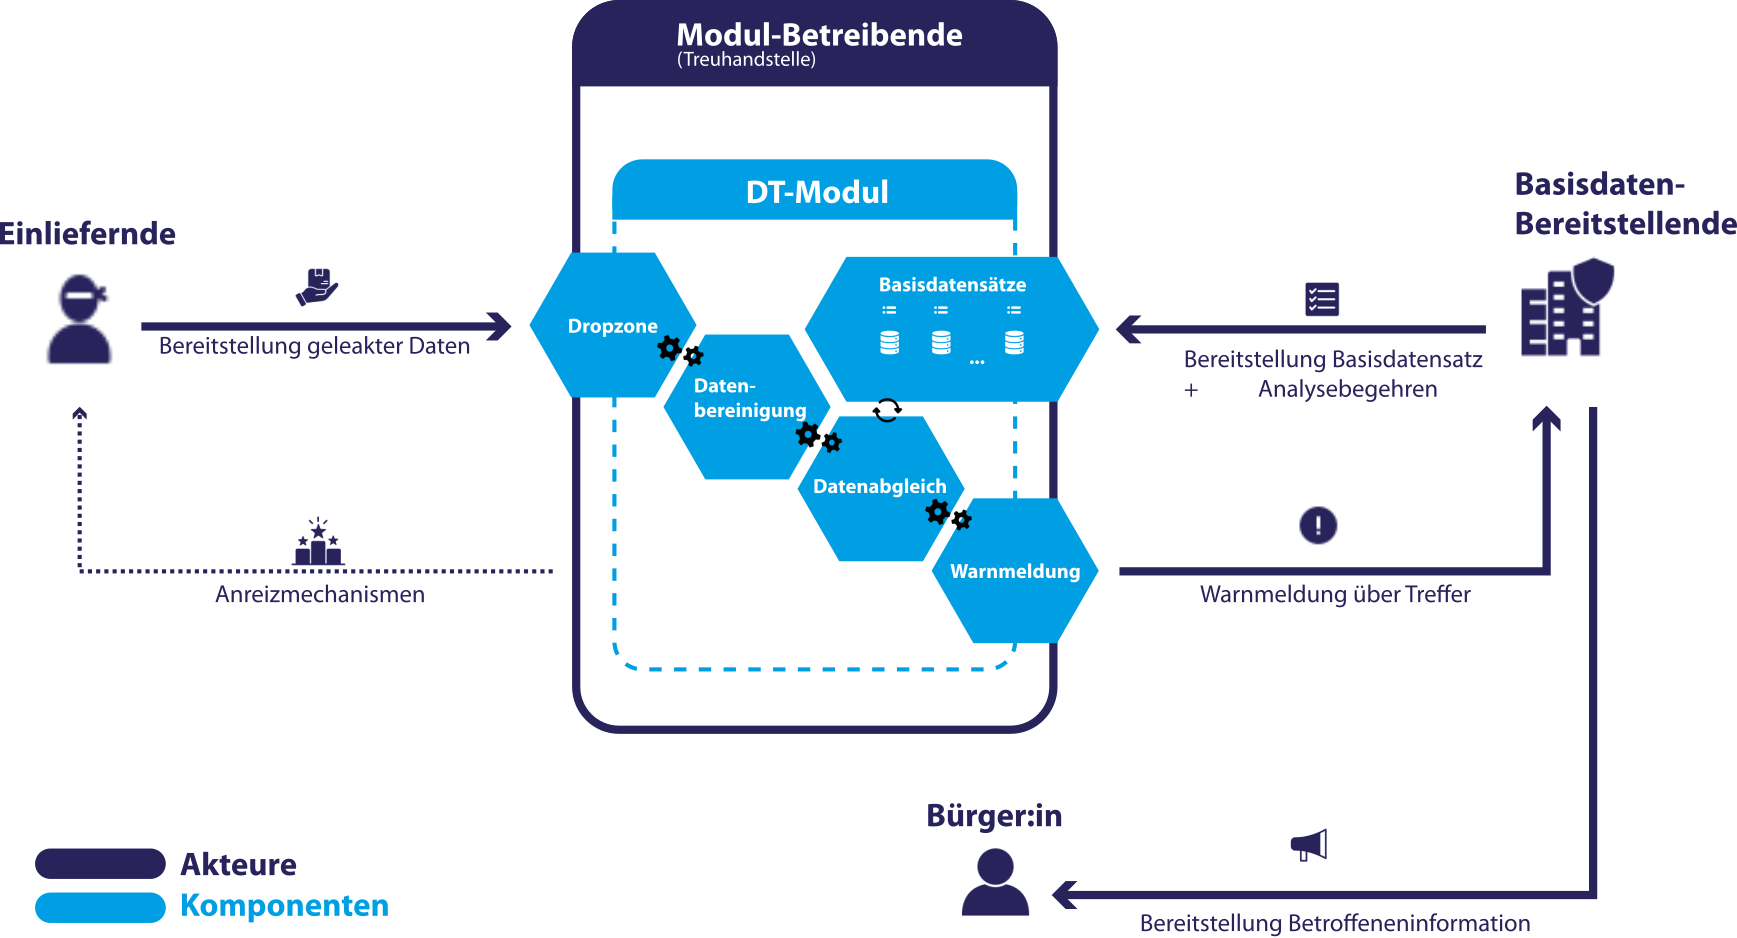 Modul-Betreibende
(Treuhandstelle)
DT-Modul
Einliefernde
Bereitstellung geleakter Daten
Anreizmechanismen
Dropzone
Daten-
bereinigung
Basisdatensätze
...
Datenabgleich
Warnmeldung
Basisdaten-
Bereitstellende
Bereitstellung Basisdatensatz
+ Analysebegehren
Warnmeldung über Treffer
Bürger:in
Bereitstellung Betroffeneninformation
Akteure
Komponenten